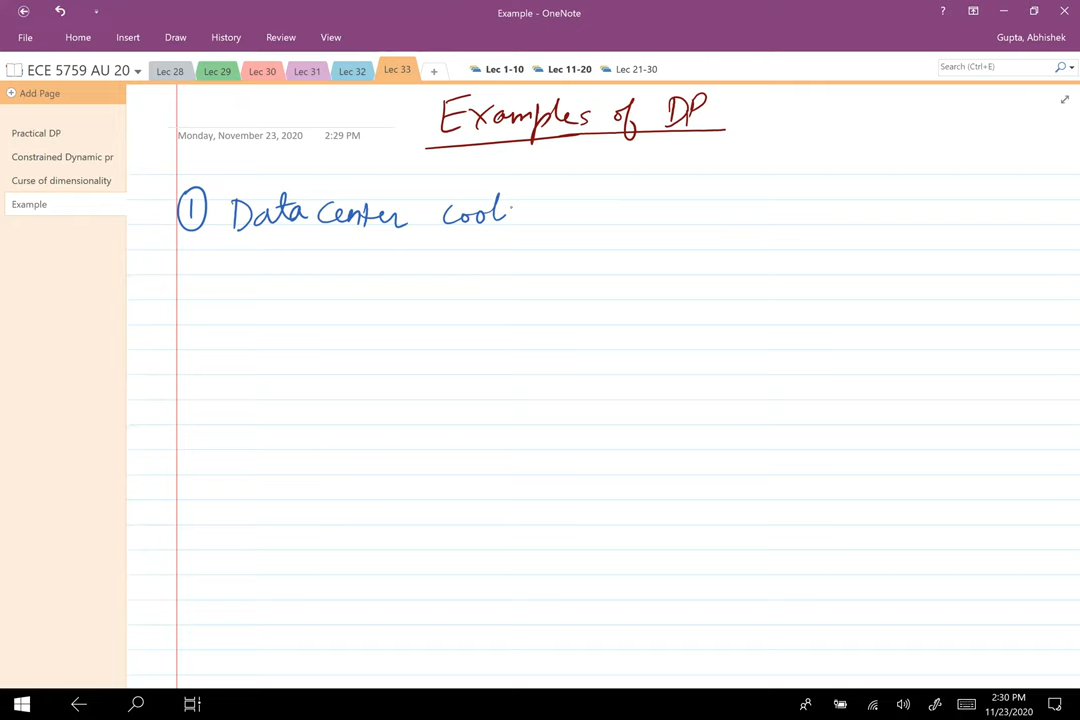 Example - OneNote
File Home Insert Draw History Review View
Gupta, Abhishek
ECE 5759 AU 20 Lec 28 Lec 29 Lec 30 Lec 31 Lec 32 Lec 33 + Lec 1-10 Lec 11-20 Lec 21-30
Search (Ctrl+E)
Add Page
Practical DP
Constrained Dynamic pr
Curse of dimensionality
Example
Examples of DP
Monday, November 23, 2020 2:29 PM
① Data center cool
2:30 PM
11/23/2020